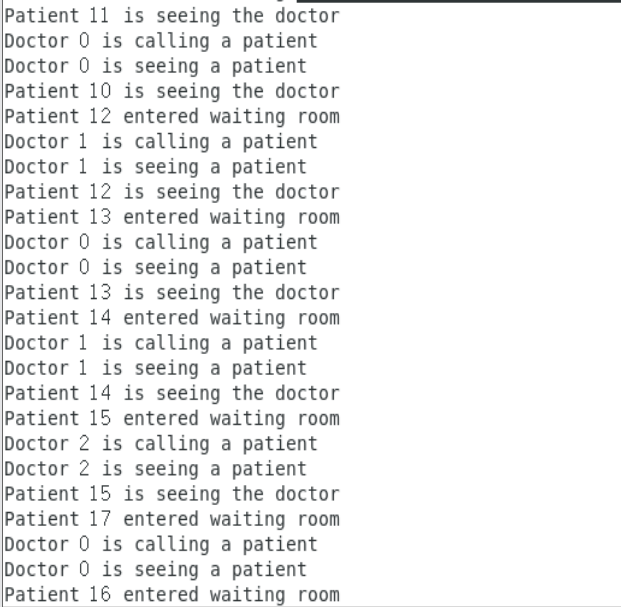 Patient 11 is seeing the doctor
Doctor 0 is calling a patient
Doctor 0 is seeing a patient
Patient 10 is seeing the doctor
Patient 12 entered waiting room
Doctor 1 is calling a patient
Doctor 1 is seeing a patient
Patient 12 is seeing the doctor
Patient 13 entered waiting room
Doctor 0 is calling a patient
Doctor 0 is seeing a patient
Patient 13 is seeing the doctor
Patient 14 entered waiting room
Doctor 1 is calling a patient
Doctor 1 is seeing a patient
Patient 14 is seeing the doctor
Patient 15 entered waiting room
Doctor 2 is calling a patient
Doctor 2 is seeing a patient
Patient 15 is seeing the doctor
Patient 17 entered waiting room
Doctor 0 is calling a patient
Doctor 0 is seeing a patient
Patient 16 entered waiting room